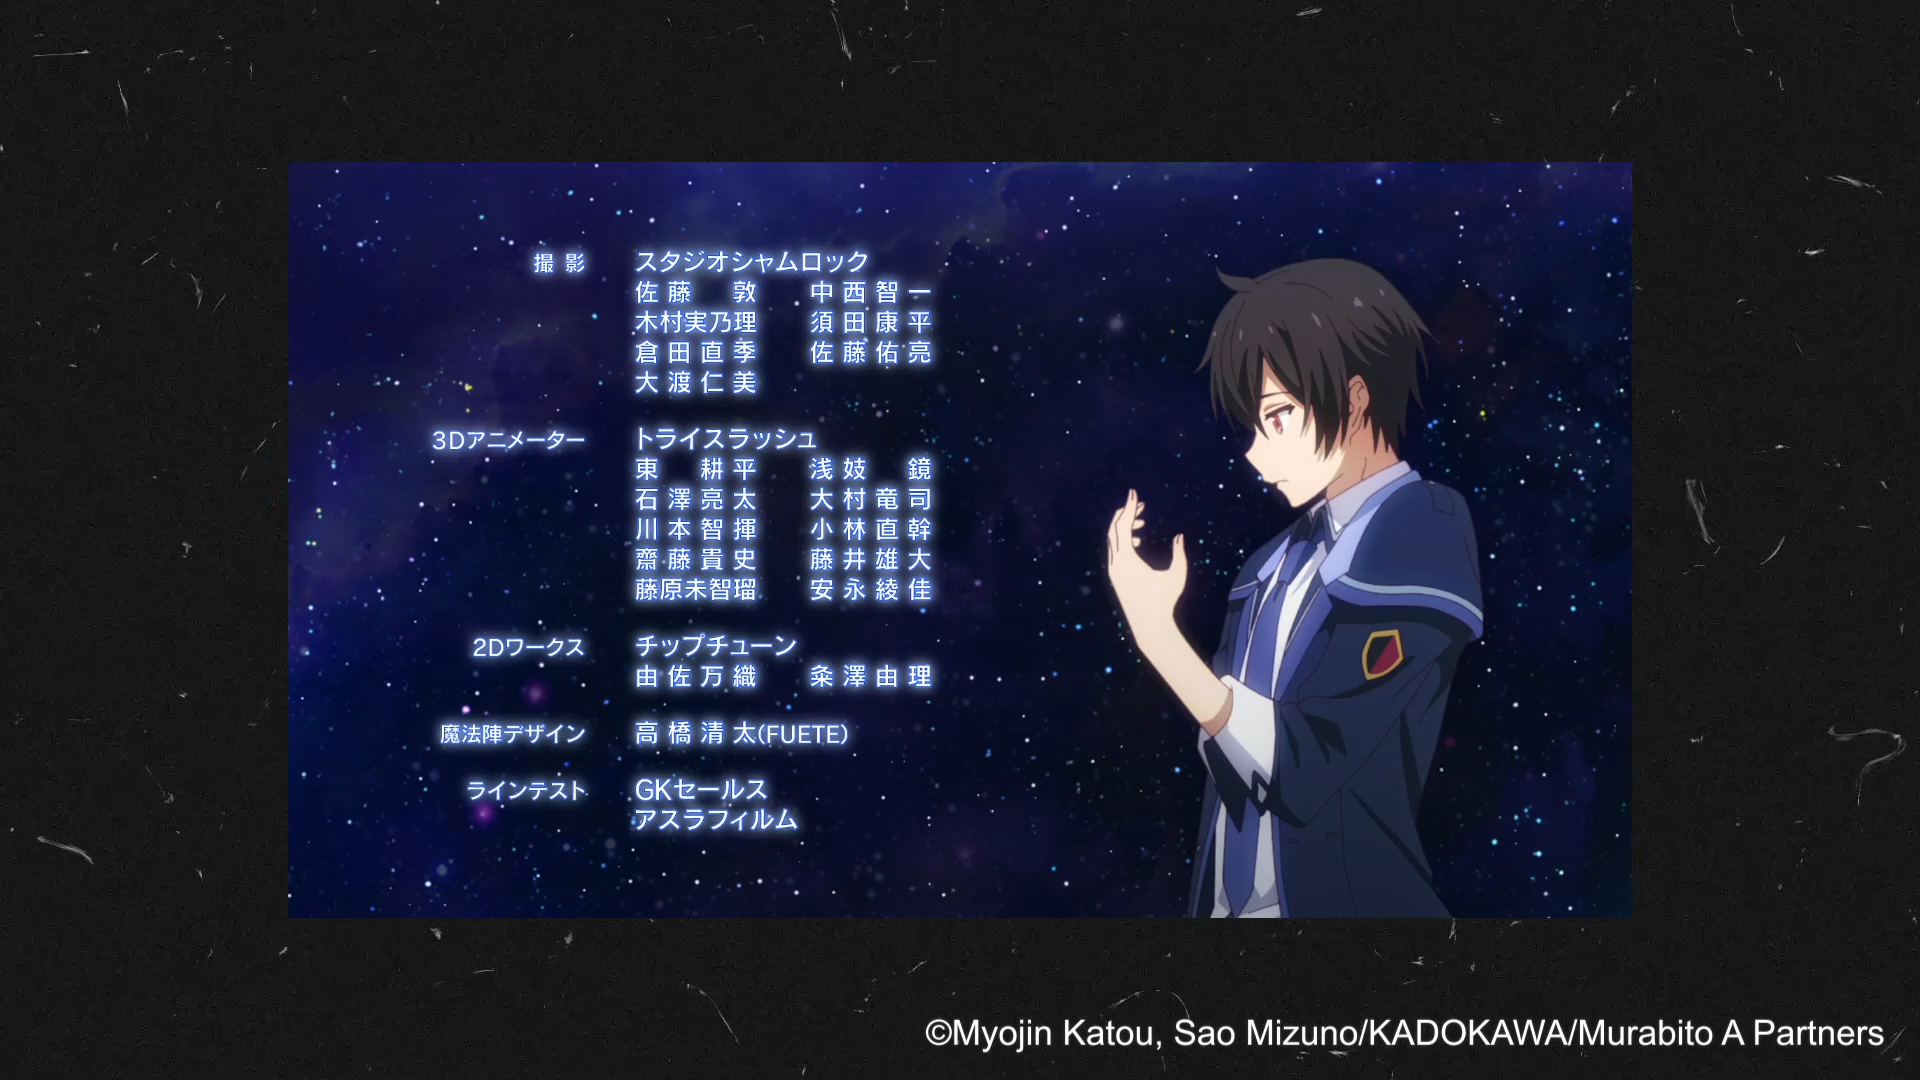 撮影 スタジオシャムロック
佐藤 敦 中西智一
木村実乃理 須田康平
倉田直季 佐藤佑亮
大渡仁美
3Dアニメーター トライスラッシュ
東 耕平 浅妓 鏡
石澤亮太 大村竜司
川本智揮 小林直幹
齋藤貴史 藤井雄大
藤原未智瑠 安永綾佳
2Dワークス チップチューン
由佐万織 粂澤由理
魔法陣デザイン 高橋清太(FUETE)
ラインテスト GKセールス
アスラフィルム
©Myojin Katou, Sao Mizuno/KADOKAWA/Murabito A Partners